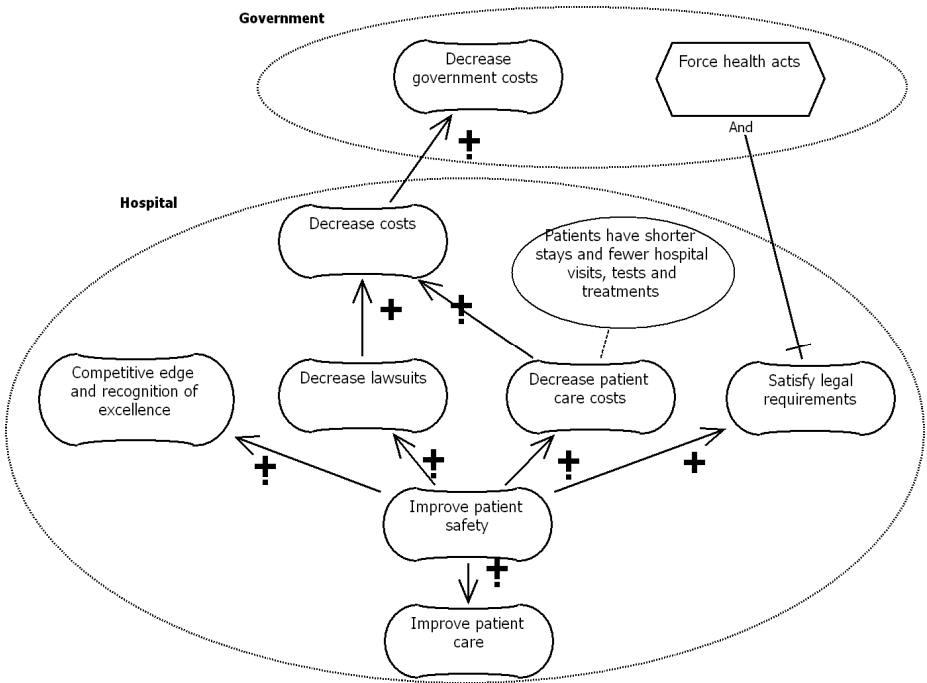 Government
Decrease
government costs
Force health acts
And
Hospital
Decrease costs
Patients have shorter
stays and fewer hospital
visits, tests and
treatments
Competitive edge
and recognition of
excellence
Decrease lawsuits
Decrease patient
care costs
Satisfy legal
requirements
Improve patient
safety
Improve patient
care